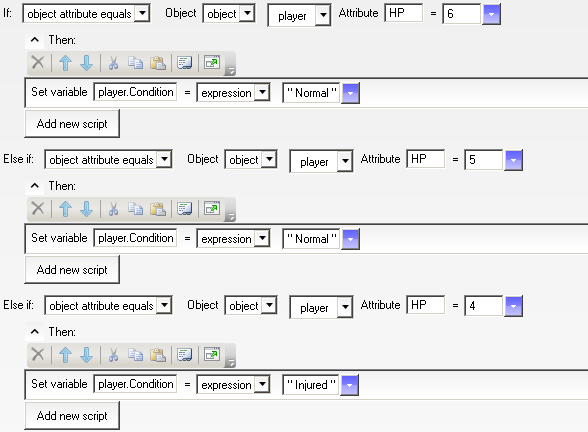 If: object attribute equals Object object player Attribute HP = 6
Then:
Set variable player.Condition = expression " Normal "
Add new script
Else if: object attribute equals Object object player Attribute HP = 5
Then:
Set variable player.Condition = expression " Normal "
Add new script
Else if: object attribute equals Object object player Attribute HP = 4
Then:
Set variable player.Condition = expression " Injured "
Add new script